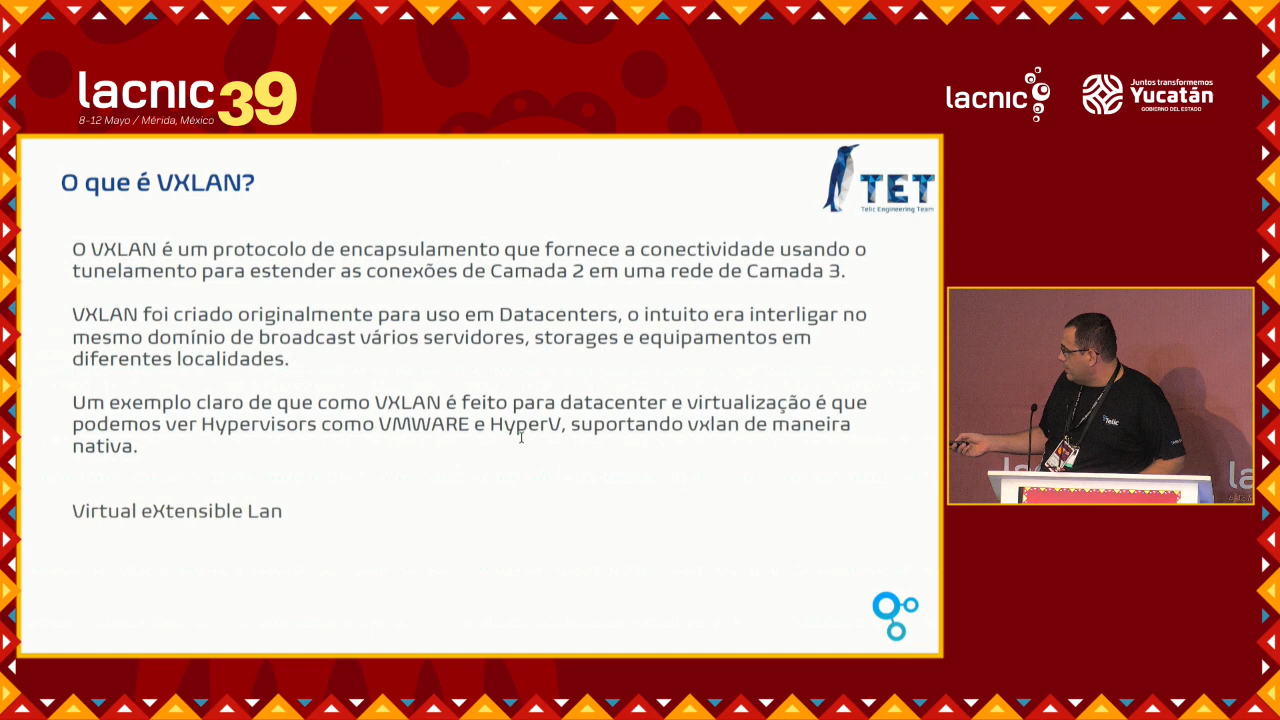 lacnic 39
8-12 Mayo / Mérida, México
lacnic
Juntos transformemos
Yucatán
GOBIERNO DEL ESTADO
O que é VXLAN?
TET
Telic Engineering Team
O VXLAN é um protocolo de encapsulamento que fornece a conectividade usando o
tunelamento para estender as conexões de Camada 2 em uma rede de Camada 3.
VXLAN foi criado originalmente para uso em Datacenters, o intuito era interligar no
mesmo domínio de broadcast vários servidores, storages e equipamentos em
diferentes localidades.
Um exemplo claro de que como VXLAN é feito para datacenter e virtualização é que
podemos ver Hypervisors como VMWARE e HyperV, suportando vxlan de maneira
nativa.
Virtual eXtensible Lan
Telic